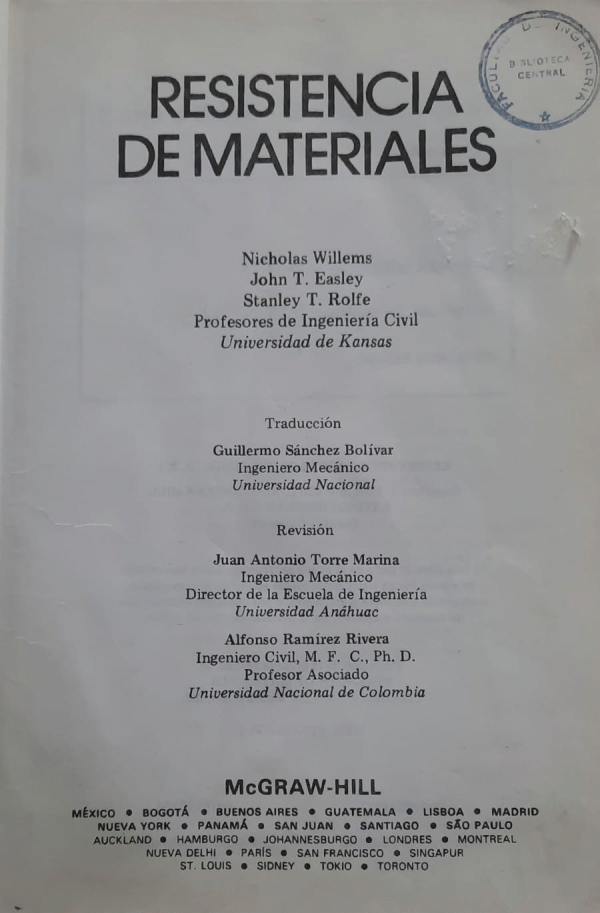 FACULTAD DE INGENIERIA
BIBLIOTECA
CENTRAL
RESISTENCIA
DE MATERIALES
Nicholas Willems
John T. Easley
Stanley T. Rolfe
Profesores de Ingeniería Civil
Universidad de Kansas
Traducción
Guillermo Sánchez Bolívar
Ingeniero Mecánico
Universidad Nacional
Revisión
Juan Antonio Torre Marina
Ingeniero Mecánico
Director de la Escuela de Ingeniería
Universidad Anáhuac
Alfonso Ramírez Rivera
Ingeniero Civil, M. F. C., Ph. D.
Profesor Asociado
Universidad Nacional de Colombia
McGRAW-HILL
MÉXICO ● BOGOTÁ ● BUENOS AIRES ● GUATEMALA ● LISBOA ● MADRID
NUEVA YORK ● PANAMÁ ● SAN JUAN ● SANTIAGO ● SÃO PAULO
AUCKLAND ● HAMBURGO ● JOHANNESBURGO ● LONDRES ● MONTREAL
NUEVA DELHI ● PARÍS ● SAN FRANCISCO ● SINGAPUR
ST. LOUIS ● SIDNEY ● TOKIO ● TORONTO